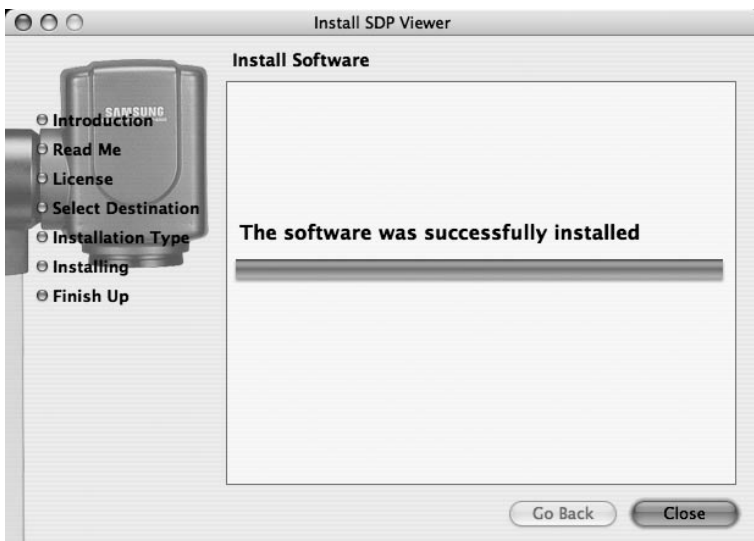 Install SDP Viewer
Install Software
SAMSUNG
Introduction
Read Me
License
Select Destination
Installation Type
Installing
Finish Up
The software was successfully installed
Go Back
Close